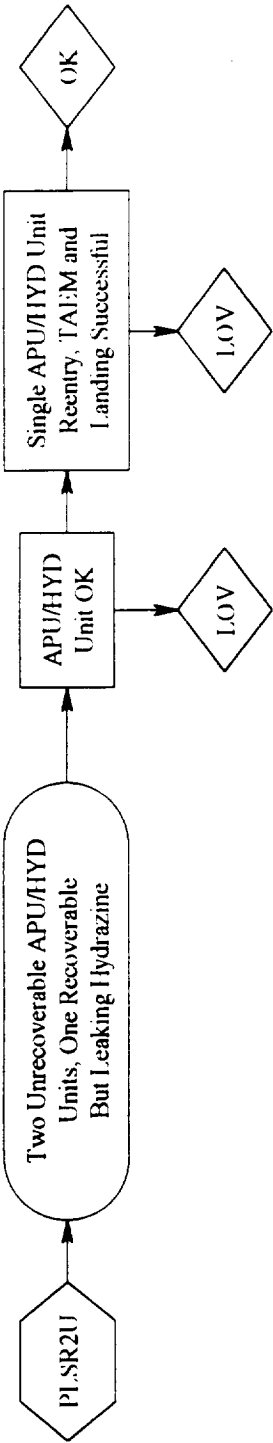 PLSR2U
Two Unrecoverable APU/HYD
Units, One Recoverable
But Leaking Hydrazine
APU/HYD
Unit OK
LOV
Single APU/HYD Unit
Reentry, TAEM and
Landing Successful
LOV
OK